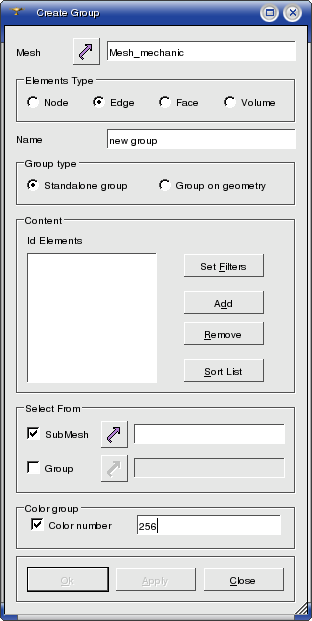 Create Group
Mesh Mesh_mechanic
Elements Type
Node Edge Face Volume
Name new group
Group type
Standalone group Group on geometry
Content
Id Elements
Set Filters
Add
Remove
Sort List
Select From
SubMesh
Group
Color group
Color number 256
Ok Apply Close